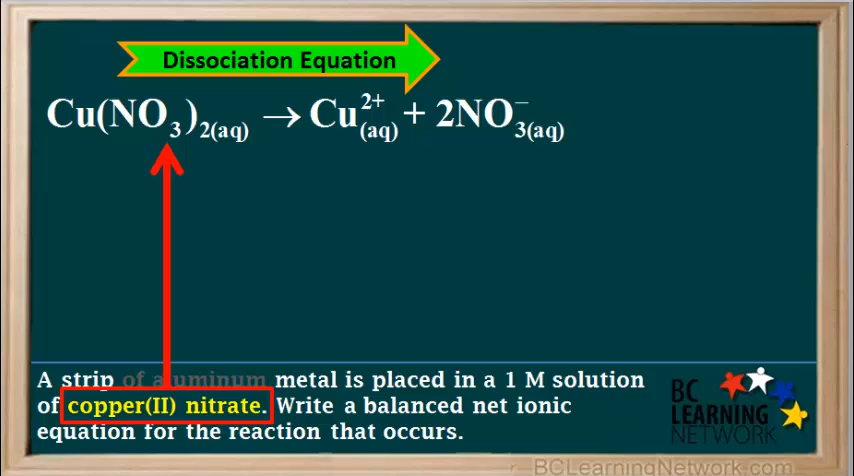 Dissociation Equation
Cu(NO₃)₂(aq) → Cu²⁺(aq) + 2NO₃⁻(aq)
A strip of aluminum metal is placed in a 1 M solution
of copper(II) nitrate. Write a balanced net ionic
equation for the reaction that occurs.
BC
LEARNING
NETWORK
BCLearningNetwork.com